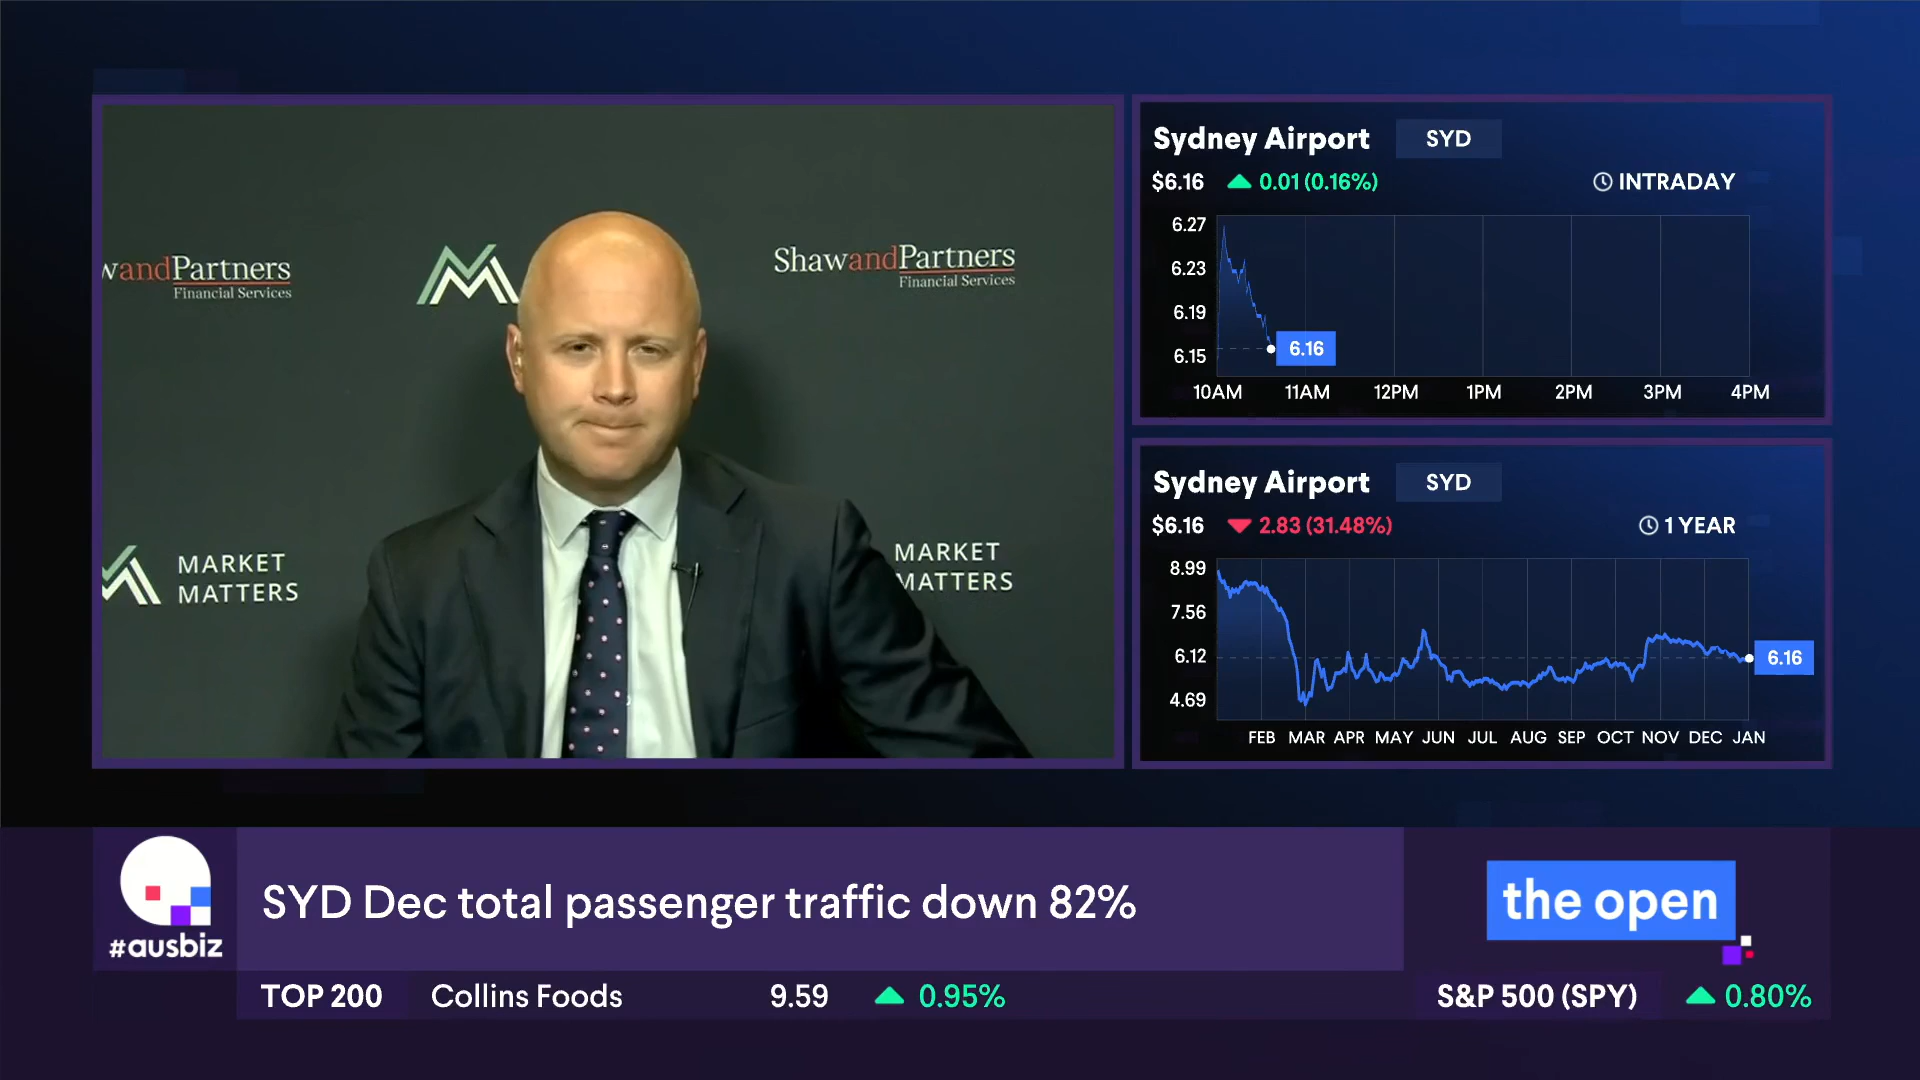 wandPartners
Financial Services
ShawandPartners
Financial Services
MARKET
MATTERS
MARKET
MATTERS
Sydney Airport SYD
$6.16 0.01 (0.16%) INTRADAY
6.27
6.23
6.19
6.15
6.16
10AM 11AM 12PM 1PM 2PM 3PM 4PM
Sydney Airport SYD
$6.16 2.83 (31.48%) 1 YEAR
8.99
7.56
6.12
4.69
6.16
FEB MAR APR MAY JUN JUL AUG SEP OCT NOV DEC JAN
#ausbiz
SYD Dec total passenger traffic down 82%
the open
TOP 200 Collins Foods 9.59 0.95% S&P 500 (SPY) 0.80%